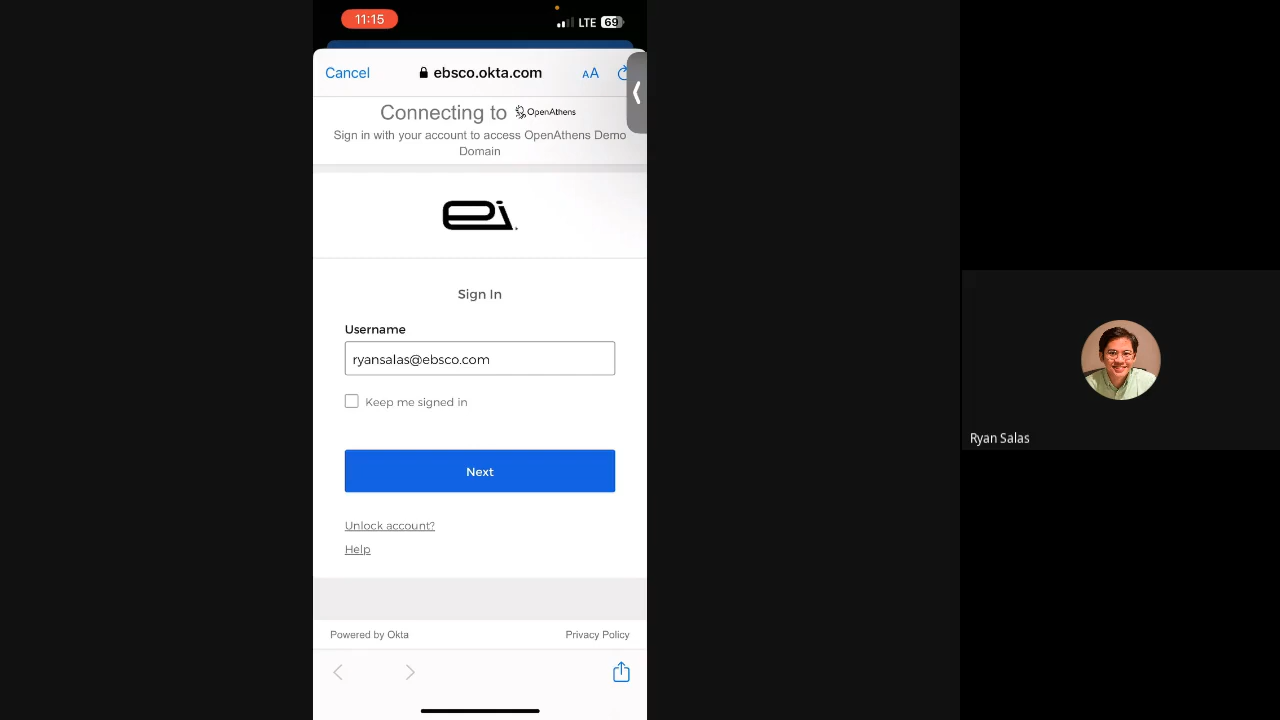 11:15
LTE 69
Cancel
ebsco.okta.com
AA
Connecting to OpenAthens
Sign in with your account to access OpenAthens Demo
Domain
ei
Sign In
Username
ryansalas@ebsco.com
Keep me signed in
Next
Unlock account?
Help
Powered by Okta
Privacy Policy
Ryan Salas